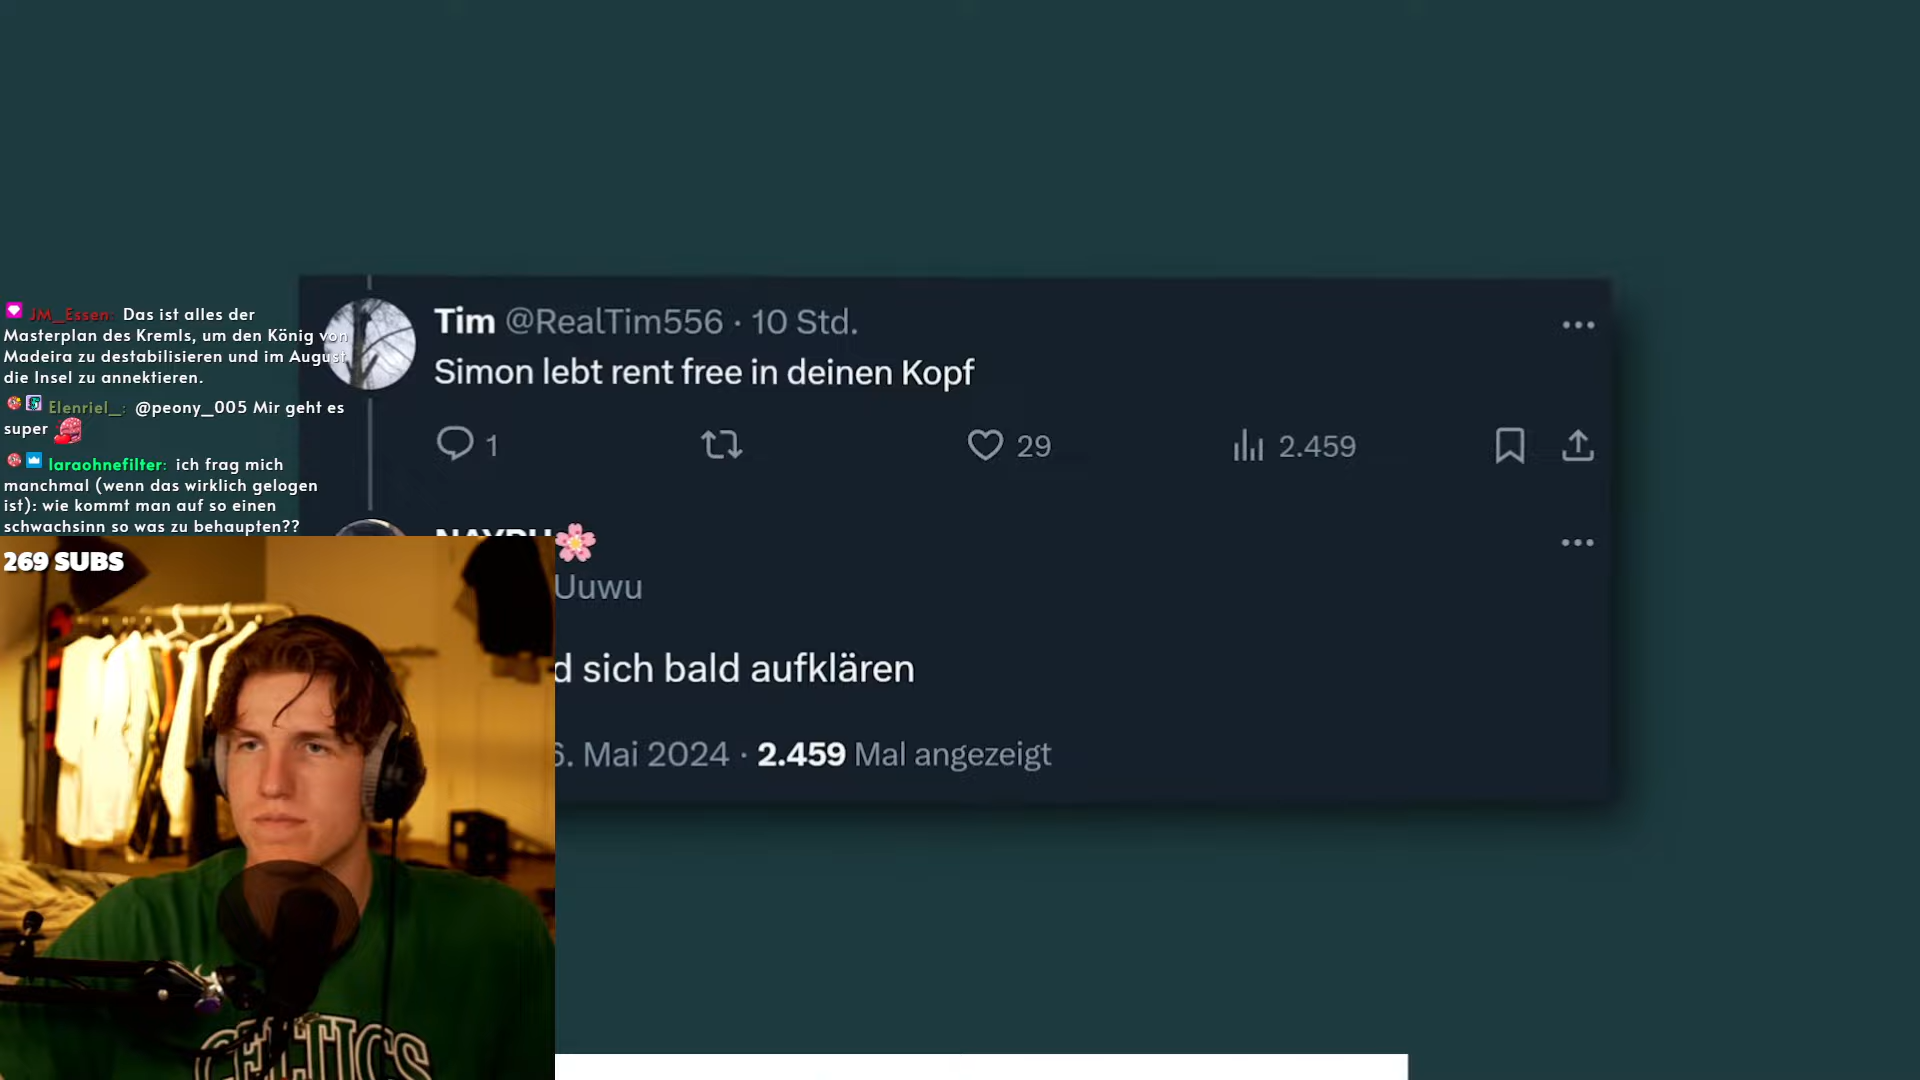 JM_Essen: Das ist alles der
Masterplan des Kremls, um den König von
Madeira zu destabilisieren und im August
die Insel zu annektieren.
Elenriel_: @peony_005 Mir geht es
super
laraohnefilter: ich frag mich
manchmal (wenn das wirklich gelogen
ist): wie kommt man auf so einen
schwachsinn so was zu behaupten??
269 SUBS
Tim @RealTim556 · 10 Std.
Simon lebt rent free in deinen Kopf
1 29 2.459
Uuwu
d sich bald aufklären
6. Mai 2024 · 2.459 Mal angezeigt
CELTICS